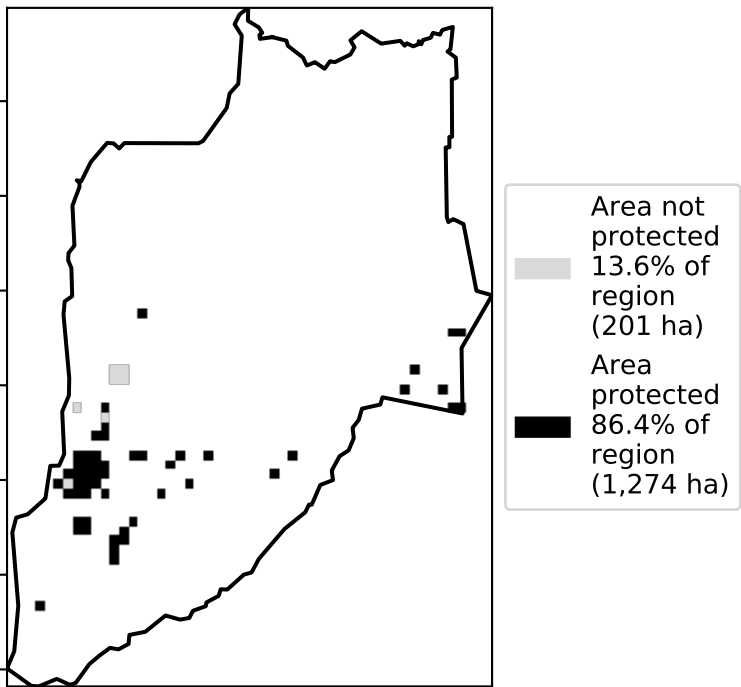 Area not
protected
13.6% of
region
(201 ha)
Area
protected
86.4% of
region
(1,274 ha)